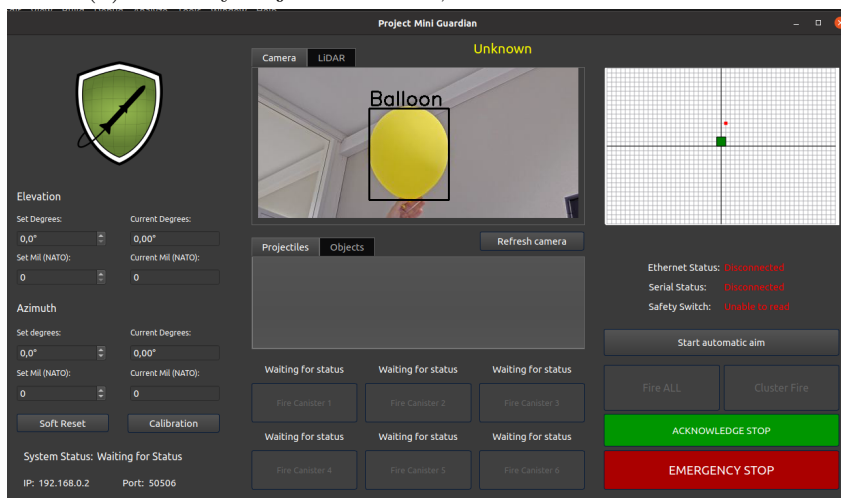 Project Mini Guardian
Unknown
Camera LiDAR
Balloon
Elevation
Set Degrees: Current Degrees:
0,0° 0,00°
Set Mil (NATO): Current Mil (NATO):
0 0
Azimuth
Set degrees: Current Degrees:
0,0° 0,00°
Set Mil (NATO): Current Mil (NATO):
0 0
Soft Reset Calibration
System Status: Waiting for Status
IP: 192.168.0.2 Port: 50506
Projectiles Objects Refresh camera
Waiting for status Waiting for status Waiting for status
Fire Canister 1 Fire Canister 2 Fire Canister 3
Waiting for status Waiting for status Waiting for status
Fire Canister 4 Fire Canister 5 Fire Canister 6
Ethernet Status: Disconnected
Serial Status: Disconnected
Safety Switch: Unable to read
Start automatic aim
Fire ALL Cluster Fire
ACKNOWLEDGE STOP
EMERGENCY STOP